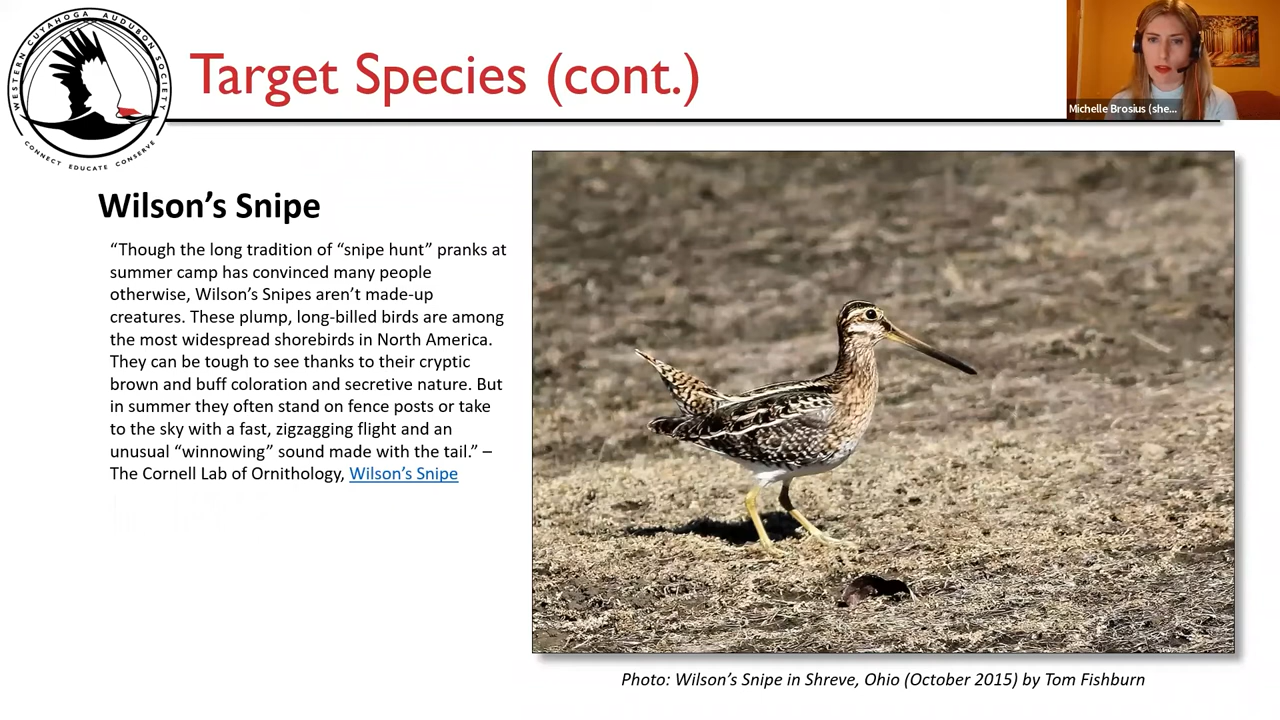 WESTERN CUYAHOGA AUDUBON SOCIETY
CONNECT EDUCATE CONSERVE
Target Species (cont.)
Michelle Brosius (she...
Wilson’s Snipe
“Though the long tradition of “snipe hunt” pranks at
summer camp has convinced many people
otherwise, Wilson’s Snipes aren’t made-up
creatures. These plump, long-billed birds are among
the most widespread shorebirds in North America.
They can be tough to see thanks to their cryptic
brown and buff coloration and secretive nature. But
in summer they often stand on fence posts or take
to the sky with a fast, zigzagging flight and an
unusual “winnowing” sound made with the tail.” –
The Cornell Lab of Ornithology, Wilson’s Snipe
Photo: Wilson’s Snipe in Shreve, Ohio (October 2015) by Tom Fishburn